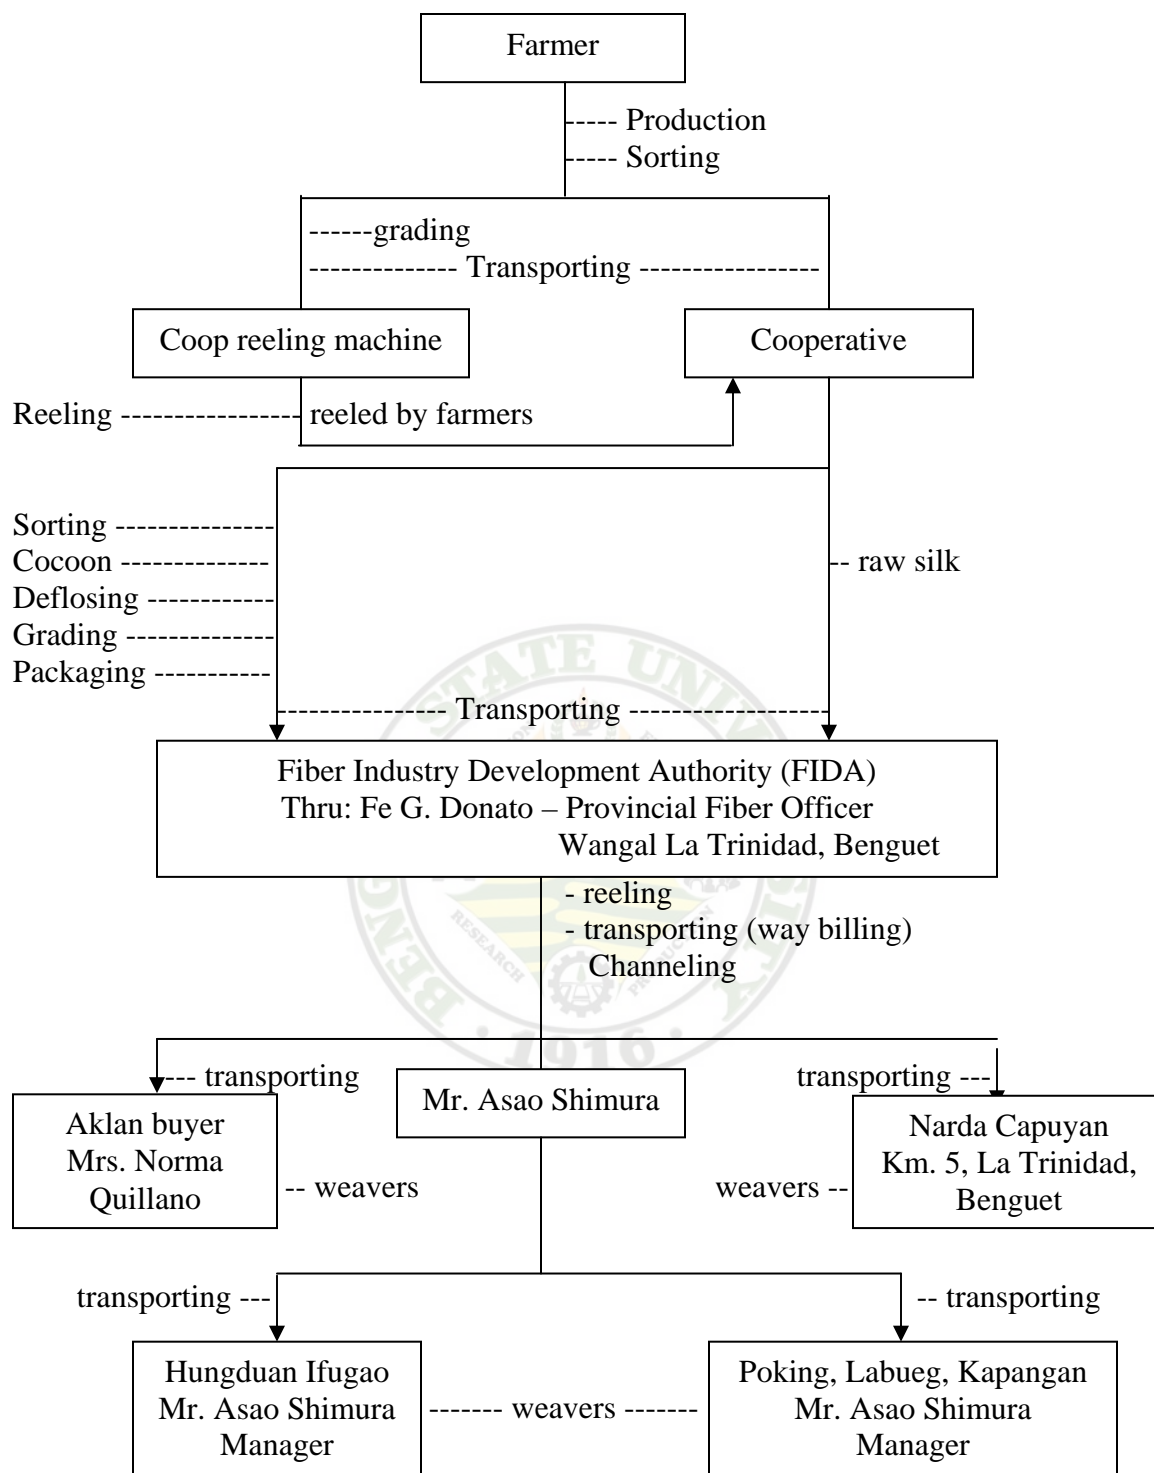 Farmer
----- Production
----- Sorting
------grading
-------------- Transporting -----------------
Coop reeling machine
Cooperative
Reeling ----------------- reeled by farmers
Sorting --------------
Cocoon -------------
Deflosing ------------
Grading -------------
Packaging -----------
-- raw silk
---------------- Transporting -------------------
Fiber Industry Development Authority (FIDA)
Thru: Fe G. Donato – Provincial Fiber Officer
Wangal La Trinidad, Benguet
- reeling
- transporting (way billing)
Channeling
--- transporting
transporting ---
Mr. Asao Shimura
Aklan buyer
Mrs. Norma
Quillano
-- weavers
weavers --
Narda Capuyan
Km. 5, La Trinidad,
Benguet
transporting ---
-- transporting
Hungduan Ifugao
Mr. Asao Shimura
Manager
------- weavers -------
Poking, Labueg, Kapangan
Mr. Asao Shimura
Manager
STATE
RESEARCH
1916